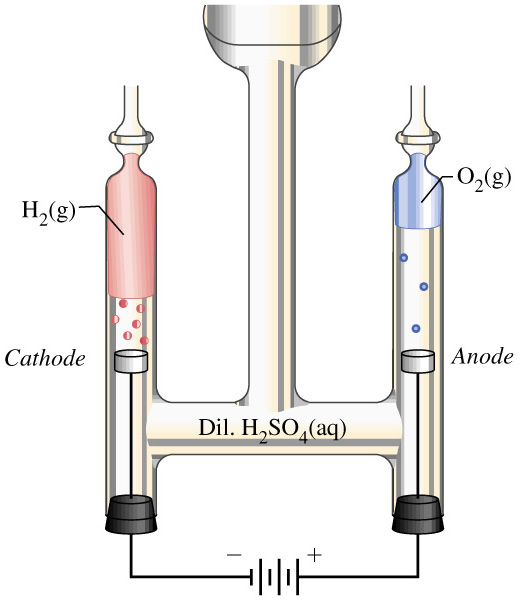 O₂(g)
H₂(g)
Cathode
Anode
Dil. H₂SO₄(aq)
− +